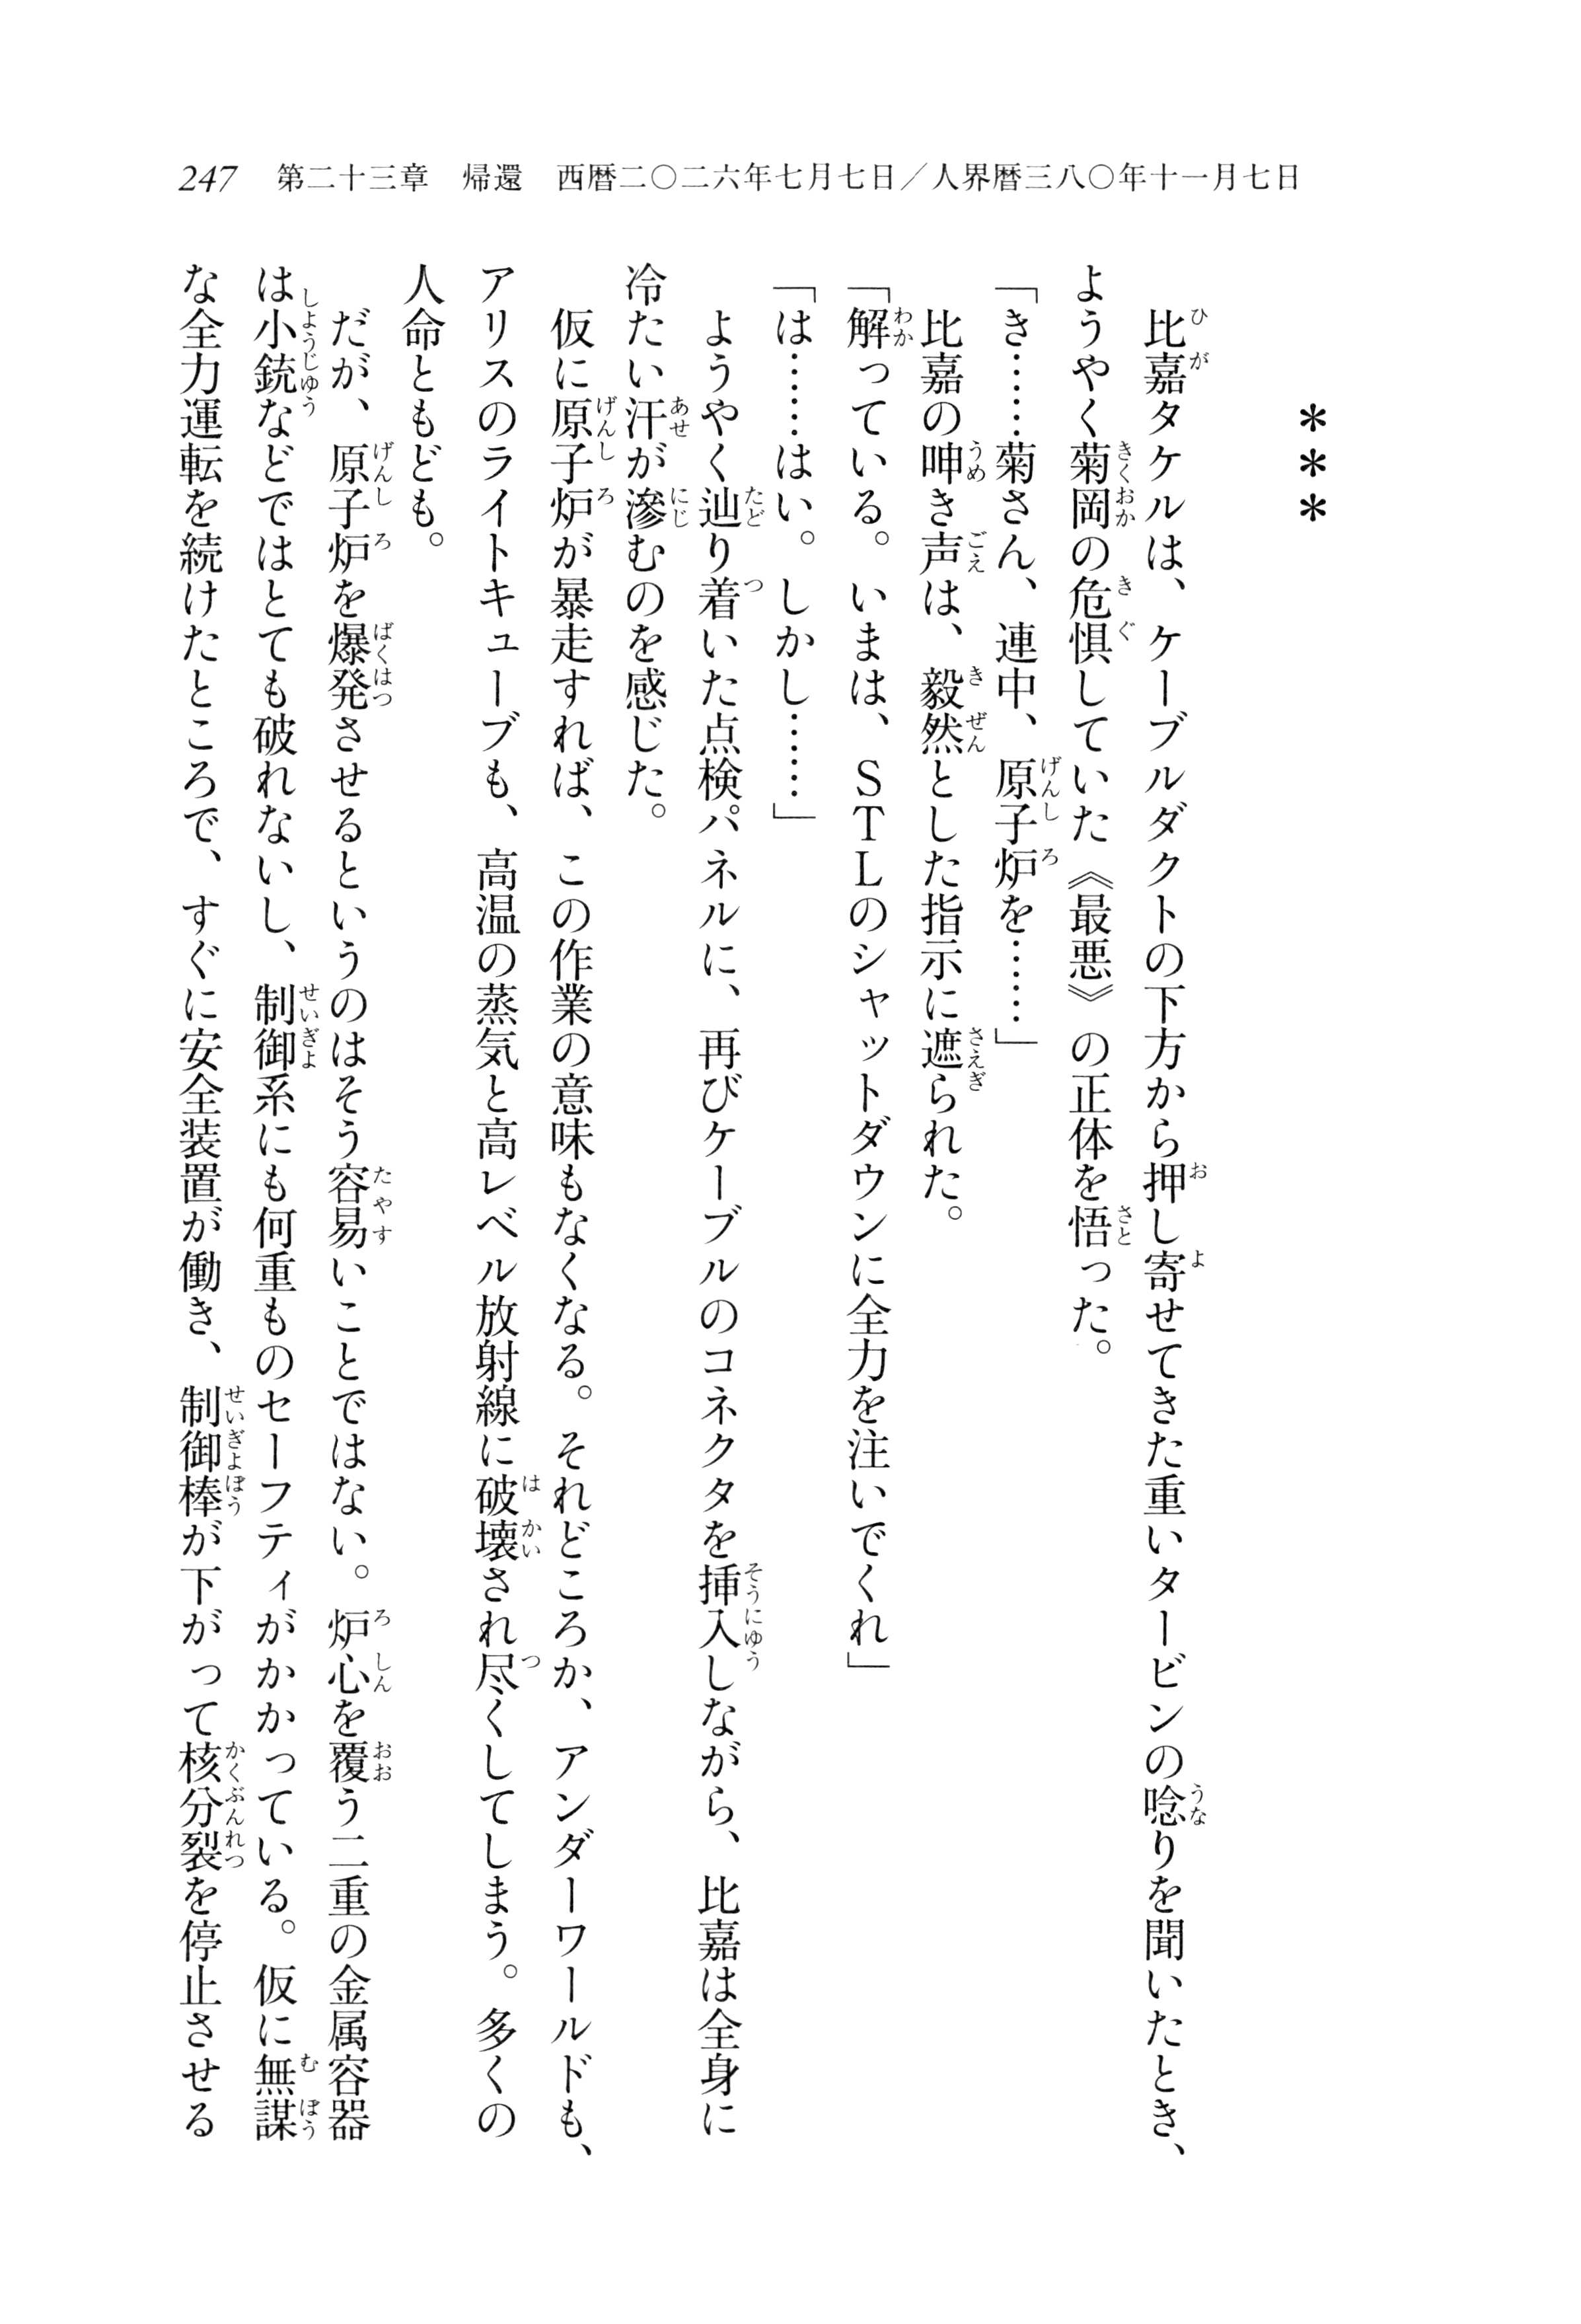 247　第二十三章　帰還　西暦二〇二六年七月七日／人界暦三八〇年十一月七日
＊＊＊
比嘉タケルは、ケーブルダクトの下方から押し寄せてきた重いタービンの唸りを聞いたとき、
ようやく菊岡の危惧していた《最悪》の正体を悟った。
「き……菊さん、連中、原子炉を……」
比嘉の呻き声は、毅然とした指示に遮られた。
「解っている。いまは、ＳＴＬのシャットダウンに全力を注いでくれ」
「は……はい。しかし……」
ようやく辿り着いた点検パネルに、再びケーブルのコネクタを挿入しながら、比嘉は全身に
冷たい汗が滲むのを感じた。
仮に原子炉が暴走すれば、この作業の意味もなくなる。それどころか、アンダーワールドも、
アリスのライトキューブも、高温の蒸気と高レベル放射線に破壊され尽くしてしまう。多くの
人命ともども。
だが、原子炉を爆発させるというのはそう容易いことではない。炉心を覆う二重の金属容器
は小銃などではとても破れないし、制御系にも何重ものセーフティがかかっている。仮に無謀
な全力運転を続けたところで、すぐに安全装置が働き、制御棒が下がって核分裂を停止させる